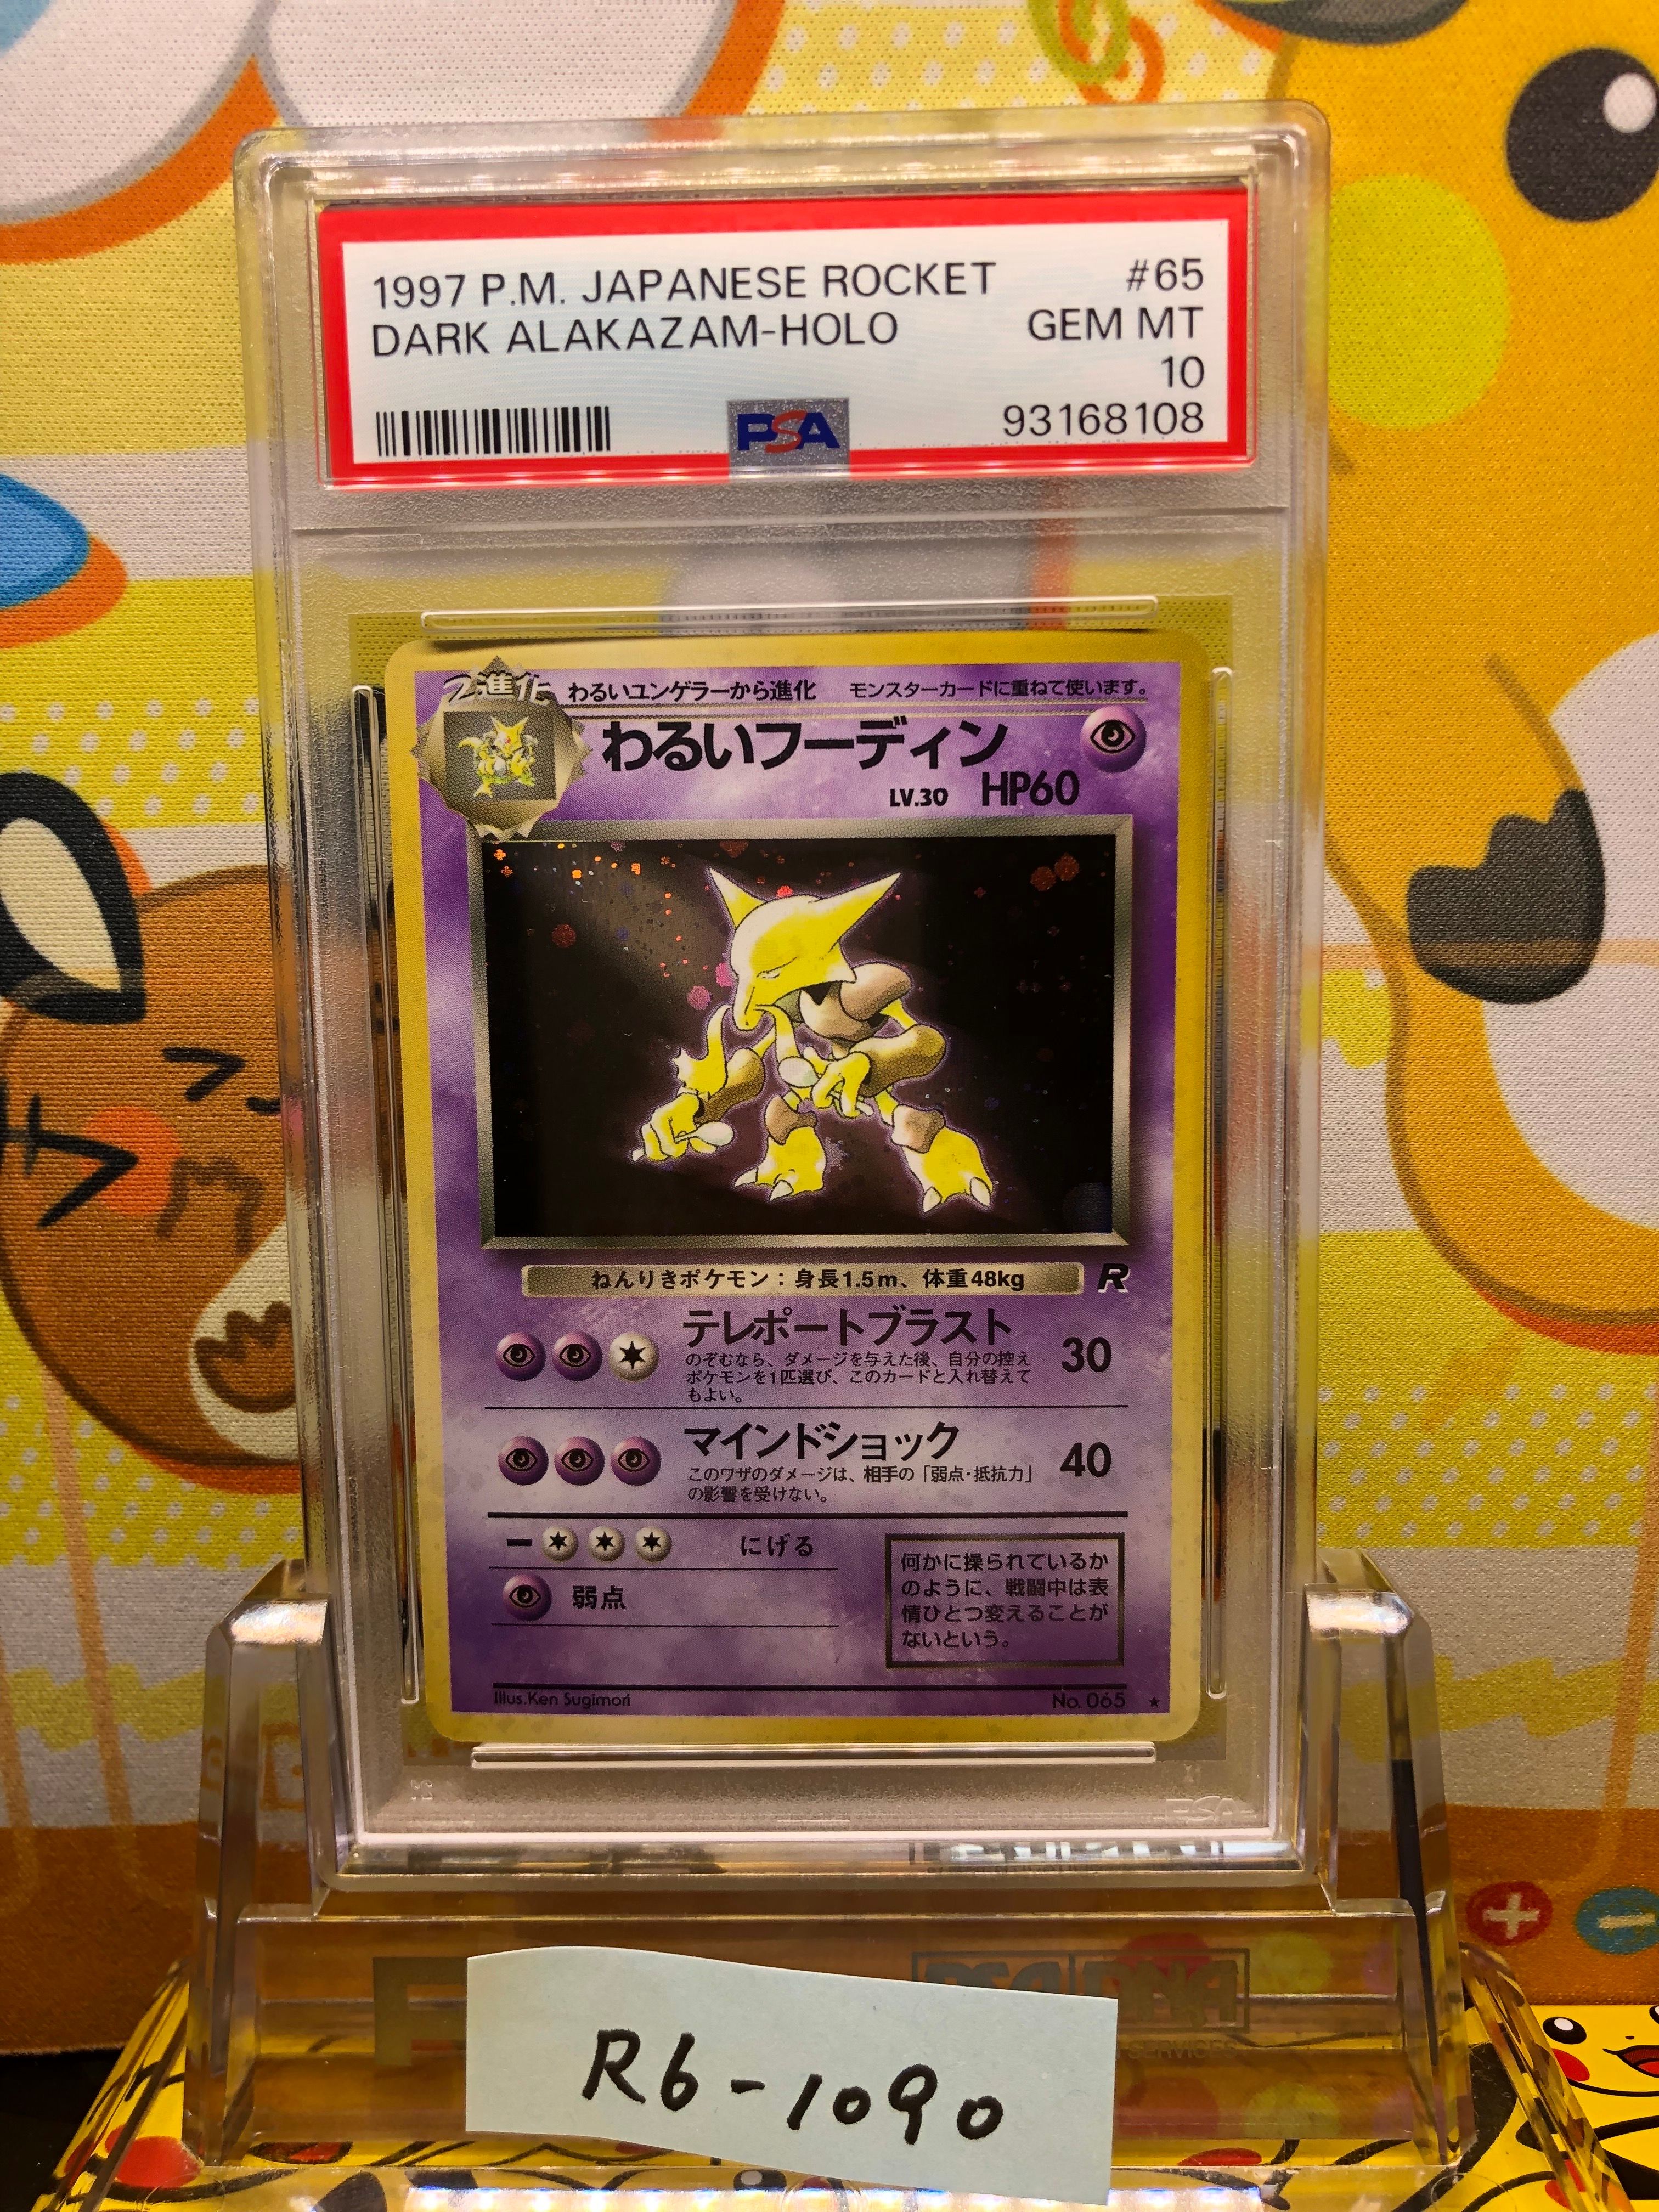 1997 P.M. JAPANESE ROCKET #65
DARK ALAKAZAM-HOLO GEM MT
10
PSA 93168108
2進化 わるいユンゲラーから進化 モンスターカードに重ねて使います。
わるいフーディン
LV.30 HP60
ねんりきポケモン：身長1.5m、体重48kg R
テレポートブラスト 30
のぞむなら、ダメージを与えた後、自分の控え
ポケモンを1匹選び、このカードと入れ替えて
もよい。
マインドショック 40
このワザのダメージは、相手の「弱点・抵抗力」
の影響を受けない。
にげる
弱点
何かに操られているか
のように、戦闘中は表
情ひとつ変えることが
ないという。
Illus.Ken Sugimori No. 065 ★
PSA
PSA DNA
SERVICES
R6-1090